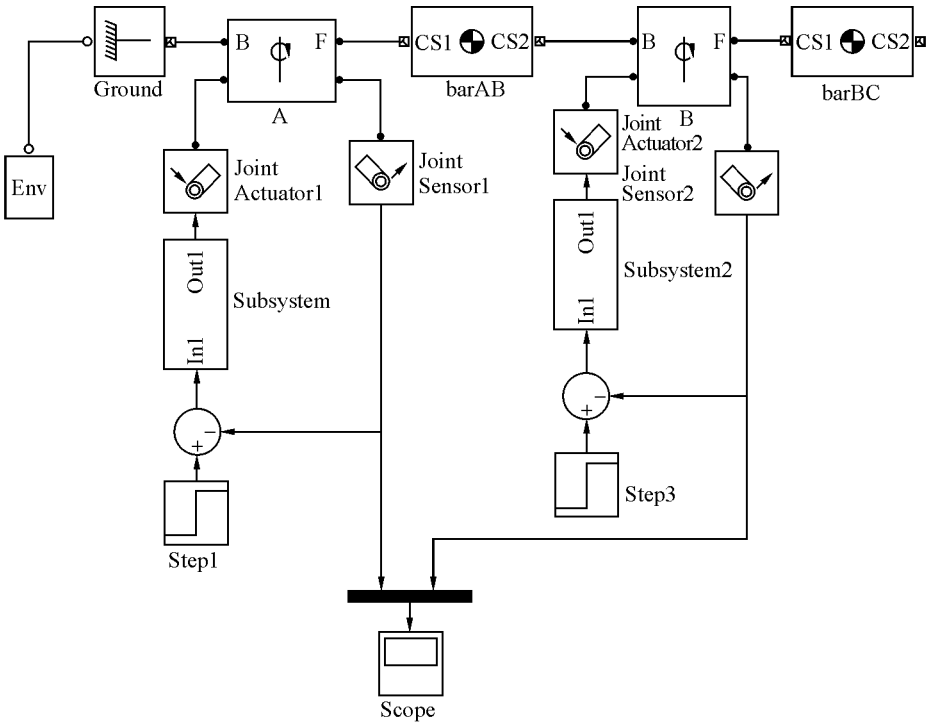 B
F
CS1
CS2
B
F
CS1
CS2
Ground
A
barAB
B
barBC
Env
Joint
Actuator1
Joint
Sensor1
Joint
Actuator2
Joint
Sensor2
Out1
In1
Subsystem
Out1
In1
Subsystem2
+
−
+
−
Step1
Step3
Scope